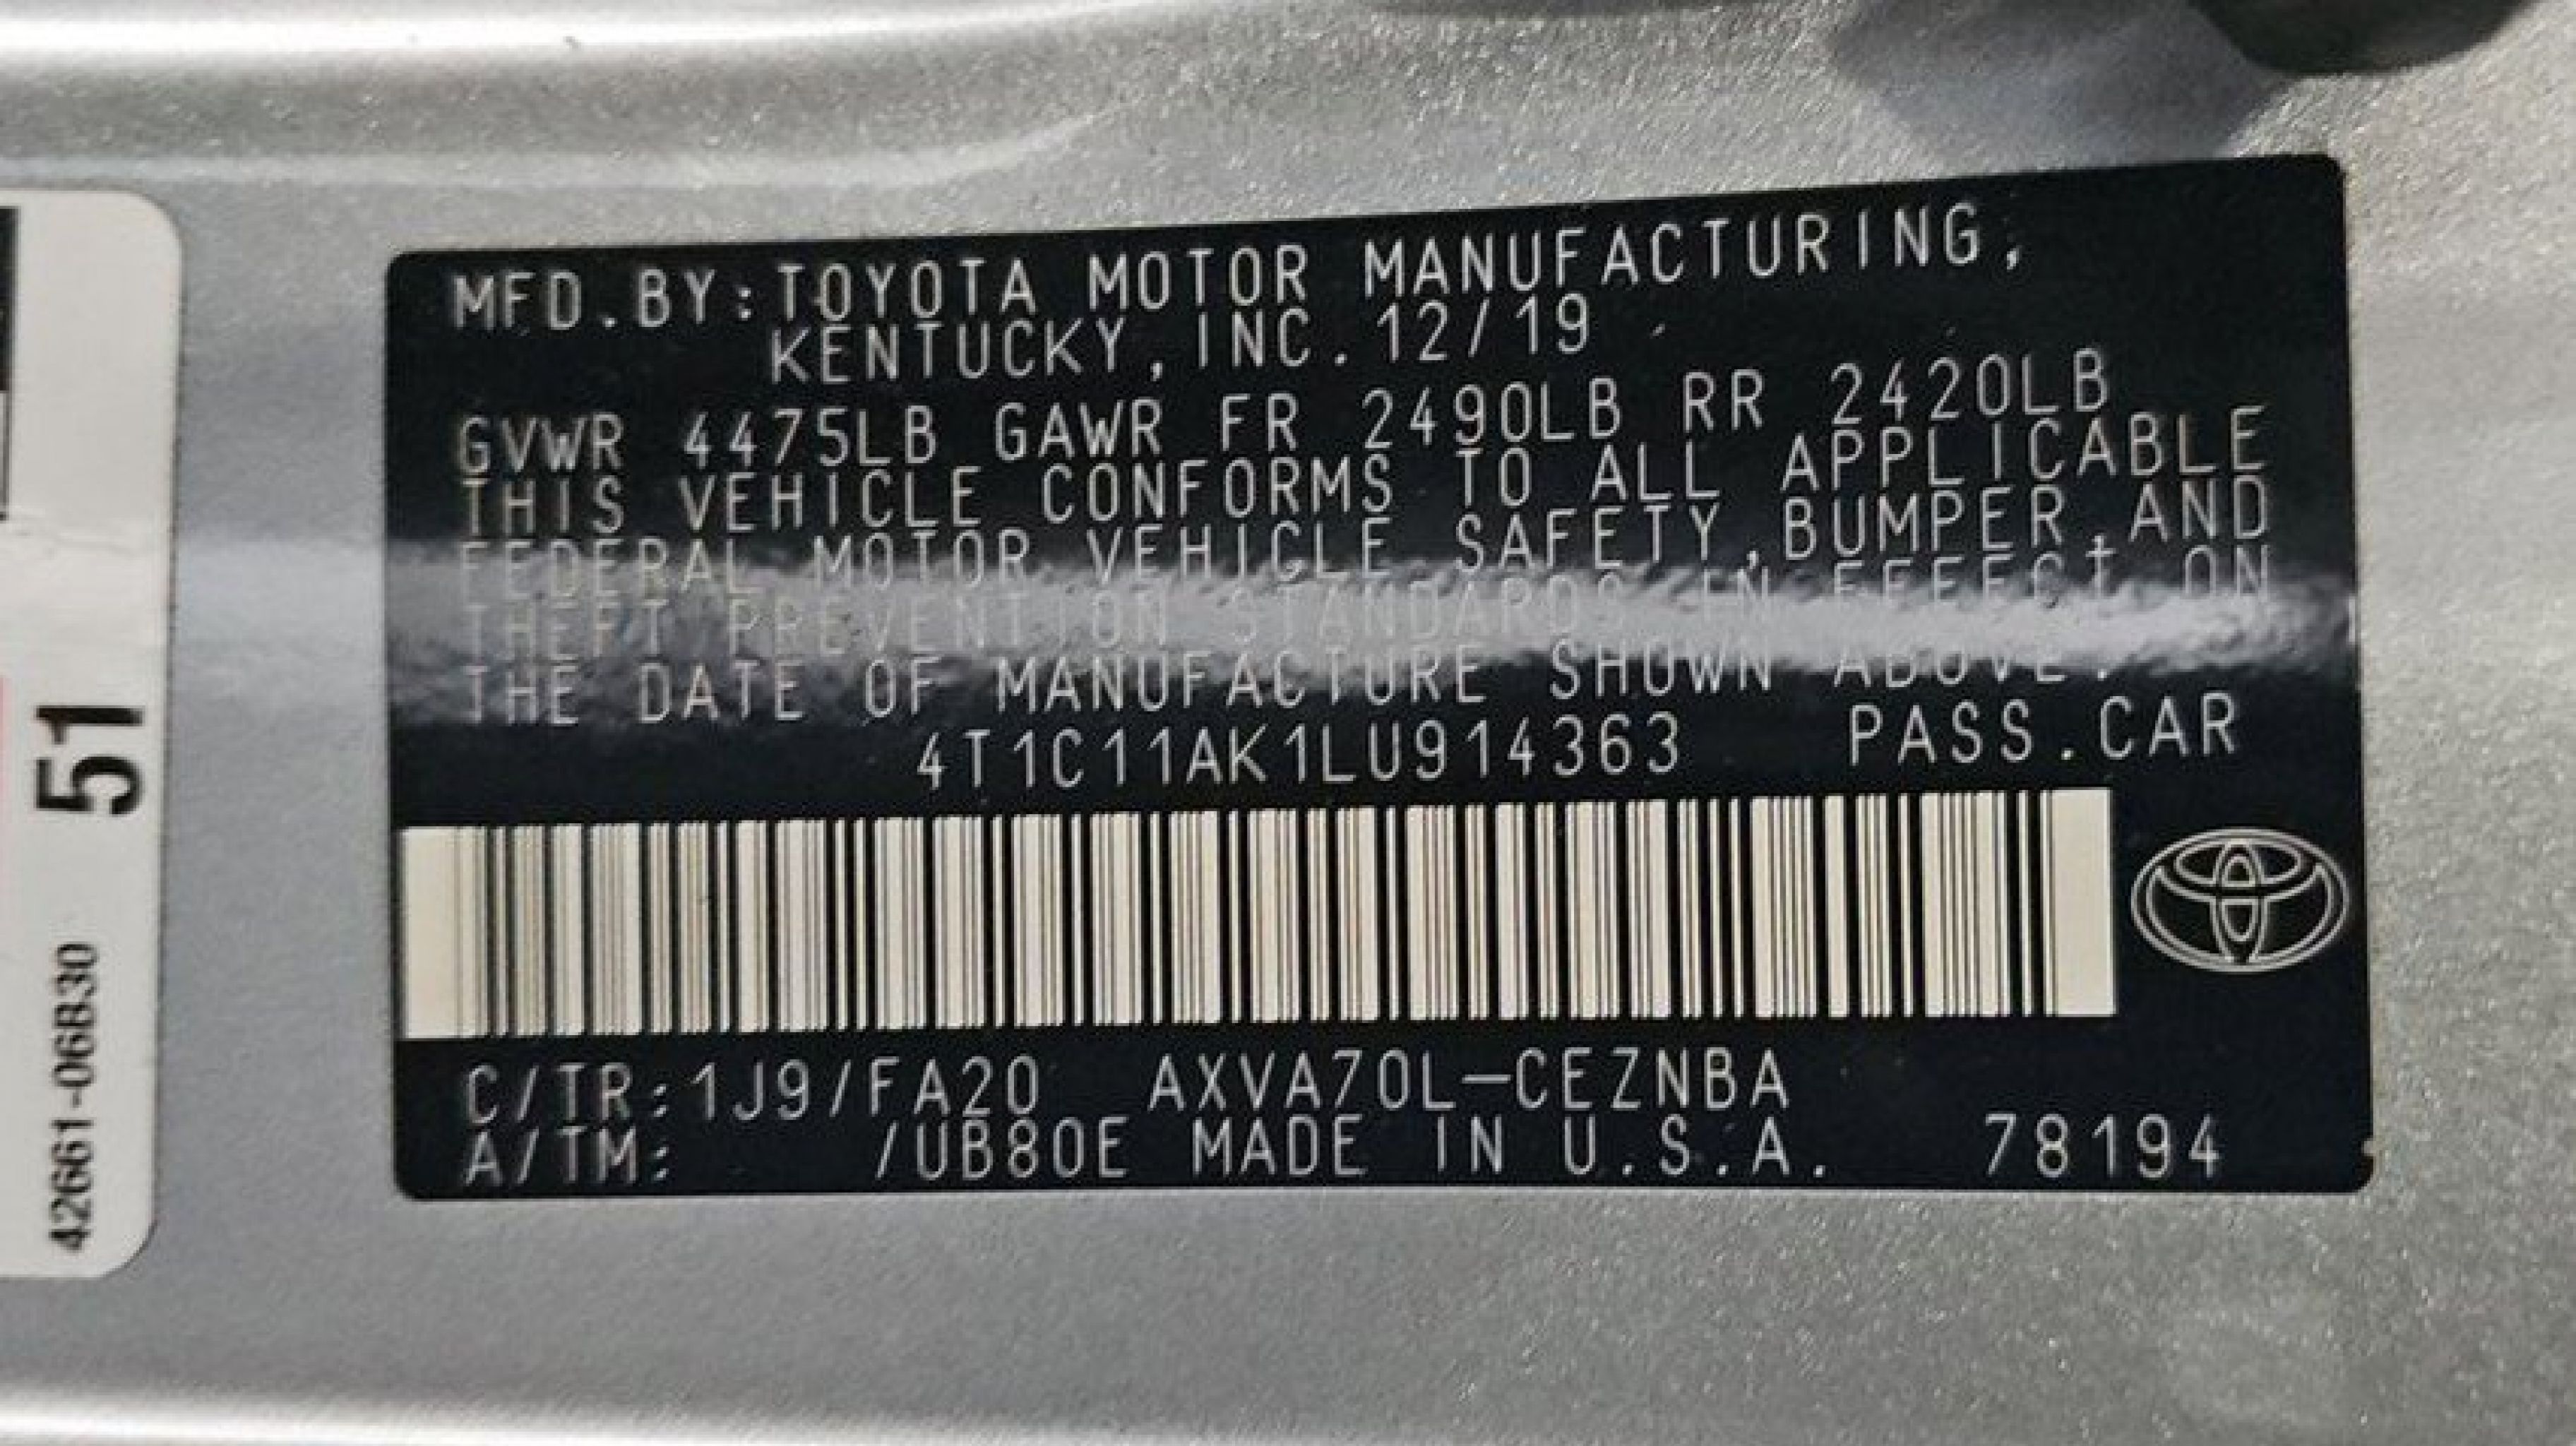 MFD.BY:TOYOTA MOTOR MANUFACTURING,
KENTUCKY,INC.12/19
GVWR 4475LB GAWR FR 2490LB RR 2420LB
THIS VEHICLE CONFORMS TO ALL APPLICABLE
FEDERAL MOTOR VEHICLE SAFETY,BUMPER,AND
THEFT PREVENTION STANDARDS IN EFFECT ON
THE DATE OF MANUFACTURE SHOWN ABOVE.
4T1C11AK1LU914363 PASS.CAR
C/TR:1J9/FA20 AXVA70L-CEZNBA
A/TM: /UB80E MADE IN U.S.A. 78194
51
42661-06B30